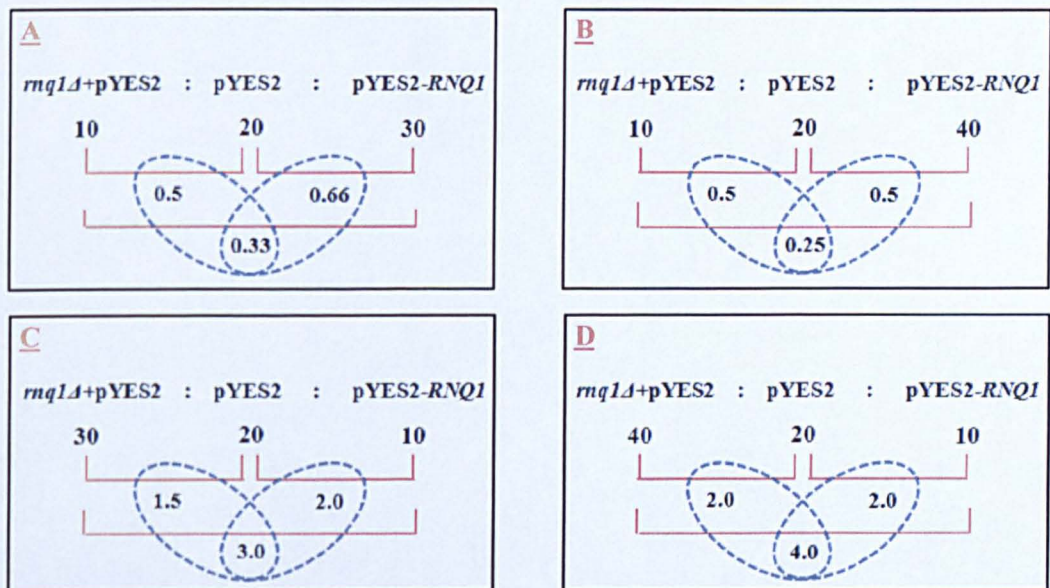 A
rnq1Δ+pYES2 : pYES2 : pYES2-RNQ1
10 20 30
0.5 0.66
0.33
B
rnq1Δ+pYES2 : pYES2 : pYES2-RNQ1
10 20 40
0.5 0.5
0.25
C
rnq1Δ+pYES2 : pYES2 : pYES2-RNQ1
30 20 10
1.5 2.0
3.0
D
rnq1Δ+pYES2 : pYES2 : pYES2-RNQ1
40 20 10
2.0 2.0
4.0